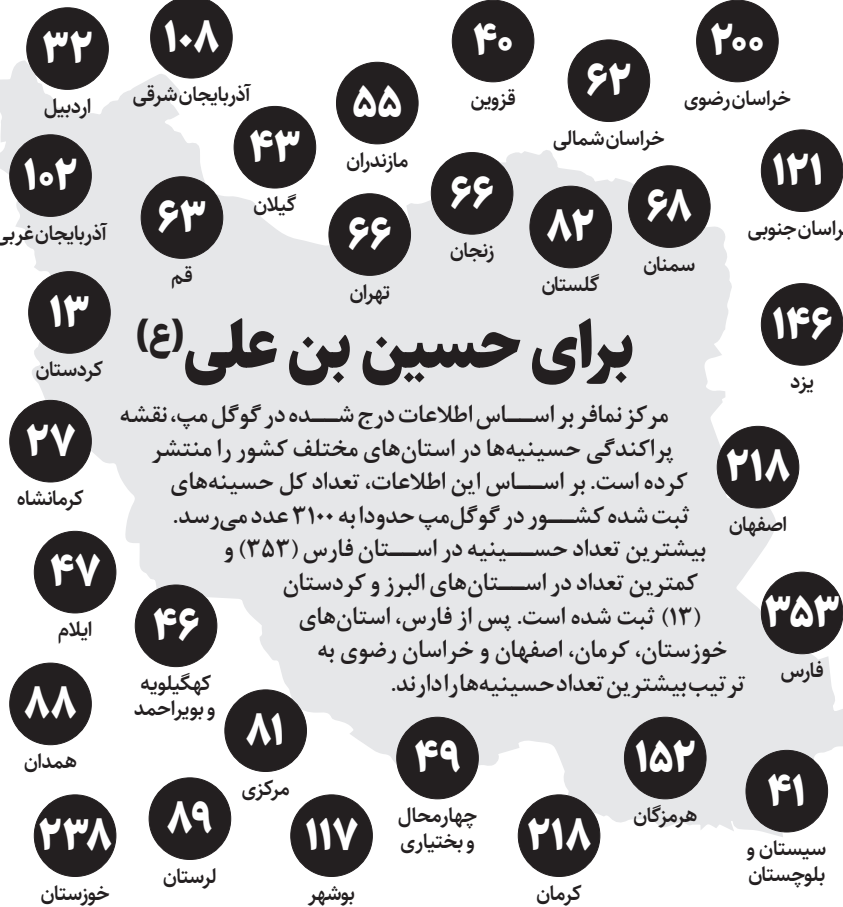 ۲۰۰
خراسان رضوی
۴۰
قزوین
۱۰۸
آذربایجان شرقی
۳۲
اردبیل
۶۲
خراسان شمالی
۵۵
مازندران
۴۳
گیلان
۱۲۱
راسان جنوبی
۶۸
سمنان
۸۲
گلستان
۶۶
زنجان
۶۶
تهران
۶۳
قم
۱۰۲
آذربایجان غربی
۱۳
کردستان
۱۴۶
یزد
برای حسین بن علی (ع)
مرکز نمافر بر اساس اطلاعات درج شده در گوگل مپ، نقشه
پراکندگی حسینیه‌ها در استان‌های مختلف کشور را منتشر
کرده است. بر اساس این اطلاعات، تعداد کل حسینه‌های
ثبت شده کشور در گوگل‌مپ حدودا به ۳۱۰۰ عدد می‌رسد.
بیشترین تعداد حسینیه در استان فارس (۳۵۳) و
کمترین تعداد در استان‌های البرز و کردستان
(۱۳) ثبت شده است. پس از فارس، استان‌های
خوزستان، کرمان، اصفهان و خراسان رضوی به
ترتیب بیشترین تعداد حسینیه‌ها را دارند.
۲۷
کرمانشاه
۲۱۸
اصفهان
۴۷
ایلام
۳۵۳
فارس
۴۶
کهگیلویه
و بویراحمد
۸۸
همدان
۸۱
مرکزی
۴۹
چهارمحال
و بختیاری
۱۵۲
هرمزگان
۴۱
سیستان و
بلوچستان
۲۳۸
خوزستان
۸۹
لرستان
۱۱۷
بوشهر
۲۱۸
کرمان